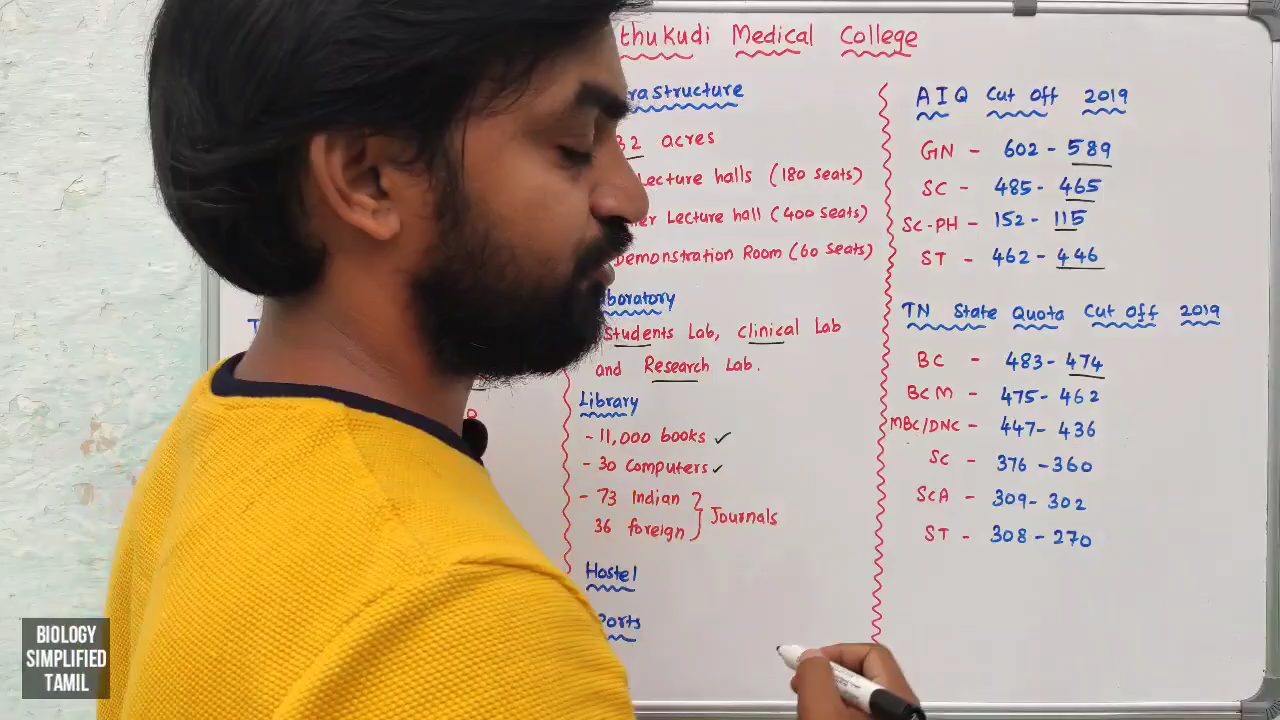 thukudi Medical College
rastructure
32 acres
Lecture halls (180 seats)
er Lecture hall (400 seats)
Demonstration Room (60 seats)
boratory
Students Lab, clinical Lab
and Research Lab.
Library
- 11,000 books ✓
- 30 Computers ✓
- 73 Indian
36 foreign } Journals
Hostel
ports
AIQ Cut Off 2019
GN - 602 - 589
SC - 485 - 465
SC-PH - 152 - 115
ST - 462 - 446
TN State Quota Cut Off 2019
BC - 483 - 474
BCM - 475 - 462
MBC/DNC - 447 - 436
SC - 376 - 360
SCA - 309 - 302
ST - 308 - 270
BIOLOGY
SIMPLIFIED
TAMIL